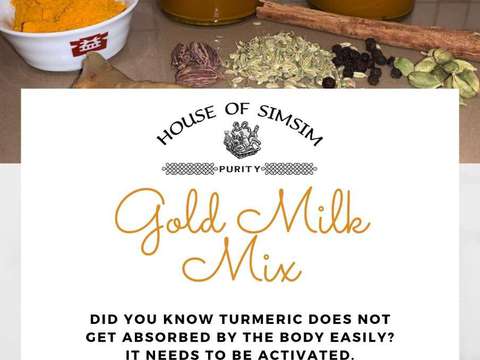 益
HOUSE OF SIMSIM
PURITY
Gold Milk
Mix
DID YOU KNOW TURMERIC DOES NOT
GET ABSORBED BY THE BODY EASILY?
IT NEEDS TO BE ACTIVATED.